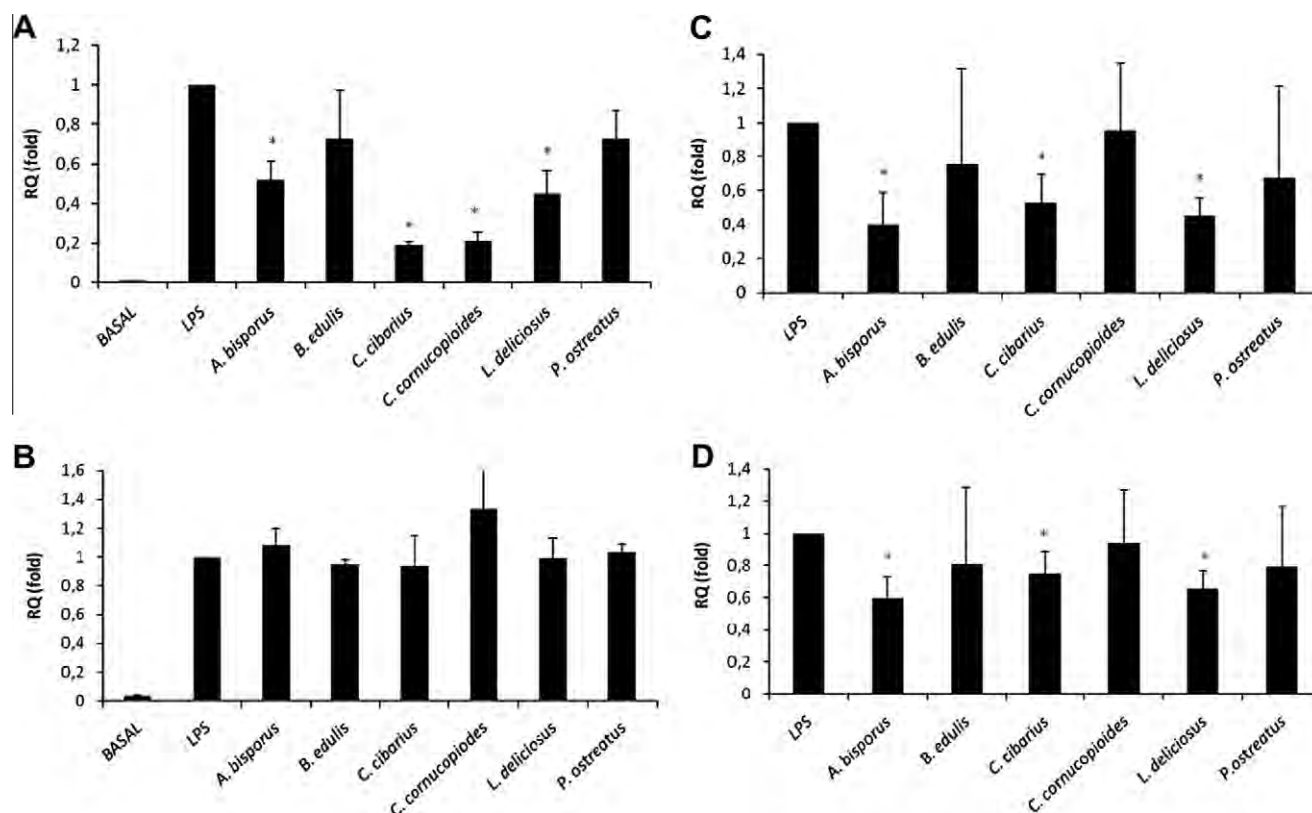 A
1,2
1
0,8
0,6
0,4
0,2
0
RQ (fold)
* * * *
BASAL
LPS
A. bisporus
B. edulis
C. cibarius
C. cornucopioides
L. deliciosus
P. ostreatus
C
1,4
1,2
1
0,8
0,6
0,4
0,2
0
RQ (fold)
* * *
LPS
A. bisporus
B. edulis
C. cibarius
C. cornucopioides
L. deliciosus
P. ostreatus
B
1,6
1,4
1,2
1
0,8
0,6
0,4
0,2
0
RQ (fold)
BASAL
LPS
A. bisporus
B. edulis
C. cibarius
C. cornucopiodes
L. deliciosus
P. ostreatus
D
1,4
1,2
1
0,8
0,6
0,4
0,2
0
RQ (fold)
* * *
LPS
A. bisporus
B. edulis
C. cibarius
C. cornucopioides
L. deliciosus
P.ostreatus